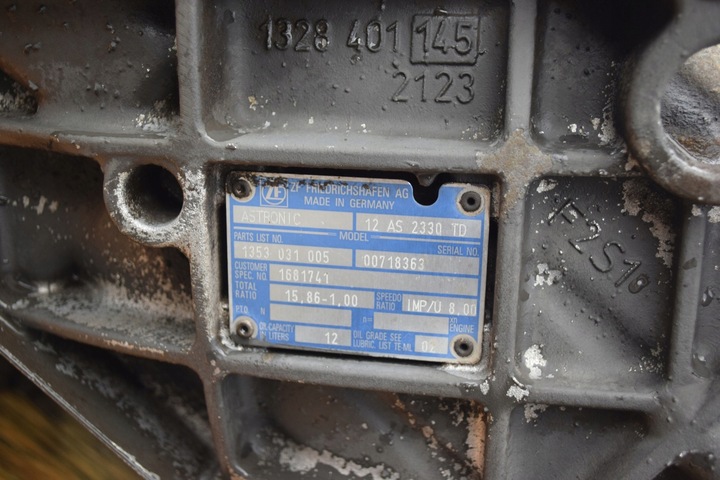 1328 401 145
2123
ZF FRIEDRICHSHAFEN AG
MADE IN GERMANY
ASTRONIC 12 AS 2330 TD
PARTS LIST NO. MODEL SERIAL NO.
1353 031 005 00718363
CUSTOMER SPEC. NO. 1681741
TOTAL RATIO 15,86-1,00 SPEEDO RATIO IMP/U 8,00
P.T.O. N n= xn ENGINE
OIL CAPACITY LITERS 12 OIL GRADE SEE LUBRIC. LIST TE-ML 02
F2S1